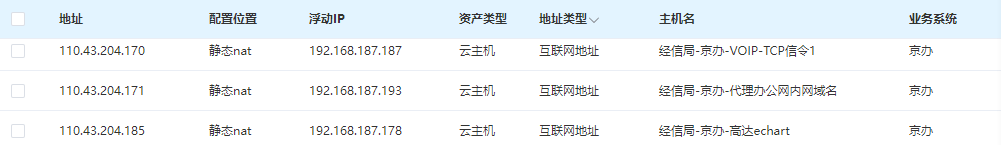 地址 配置位置 浮动IP 资产类型 地址类型 主机名 业务系统
110.43.204.170 静态nat 192.168.187.187 云主机 互联网地址 经信局-京办-VOIP-TCP信令1 京办
110.43.204.171 静态nat 192.168.187.193 云主机 互联网地址 经信局-京办-代理办公网内网域名 京办
110.43.204.185 静态nat 192.168.187.178 云主机 互联网地址 经信局-京办-高达echart 京办